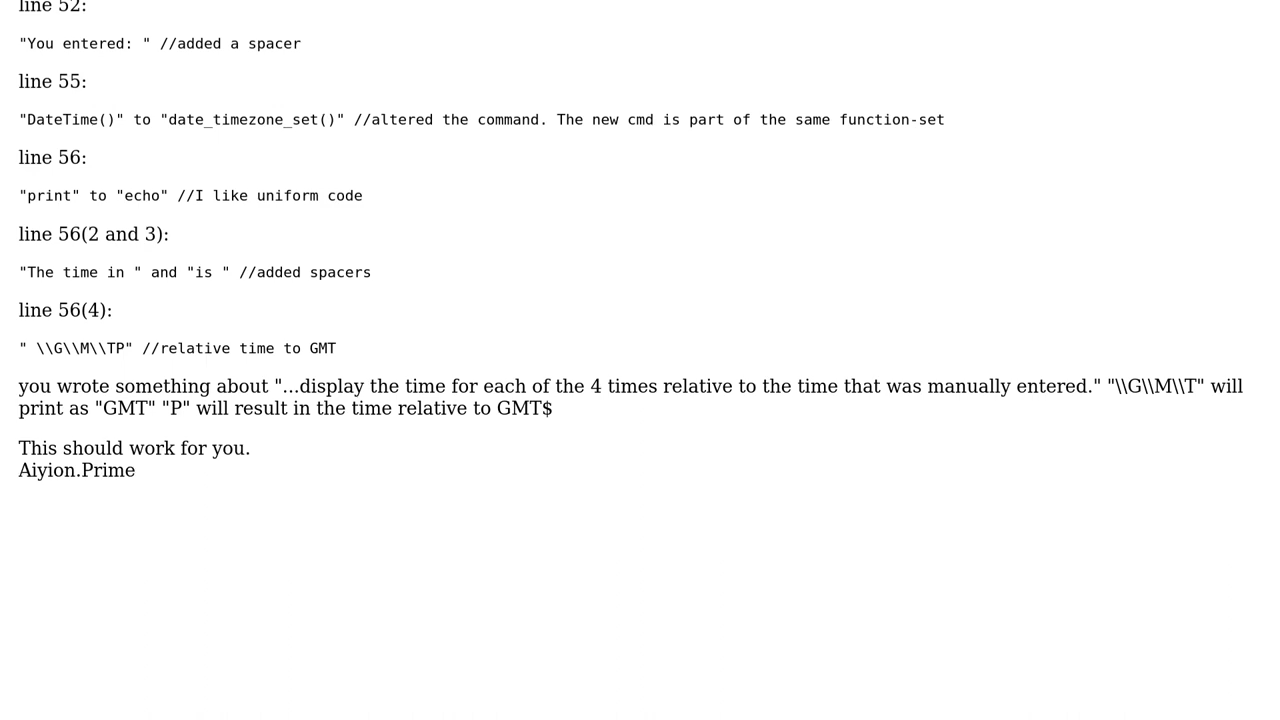 line 52:
"You entered: " //added a spacer
line 55:
"DateTime()" to "date_timezone_set()" //altered the command. The new cmd is part of the same function-set
line 56:
"print" to "echo" //I like uniform code
line 56(2 and 3):
"The time in " and "is " //added spacers
line 56(4):
" \\G\\M\\TP" //relative time to GMT
you wrote something about "...display the time for each of the 4 times relative to the time that was manually entered." "\\G\\M\\T" will
print as "GMT" "P" will result in the time relative to GMT$
This should work for you.
Aiyion.Prime